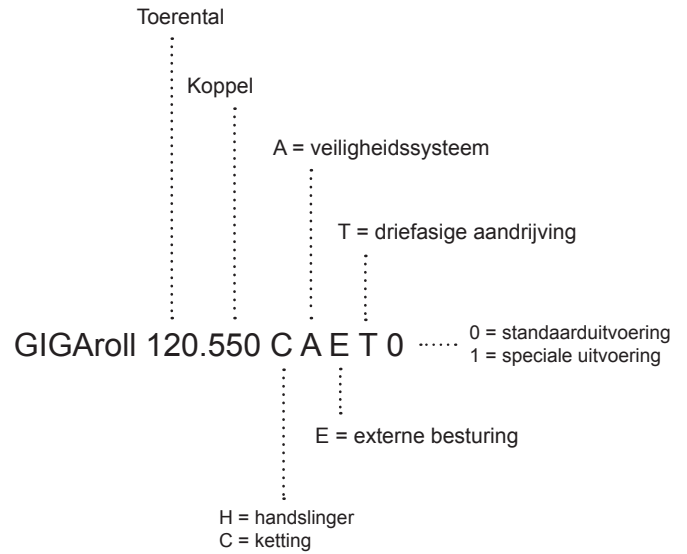 Toerental
Koppel
A = veiligheidssysteem
T = driefasige aandrijving
GIGAroll 120.550 C A E T 0
0 = standaarduitvoering
1 = speciale uitvoering
E = externe besturing
H = handslinger
C = ketting